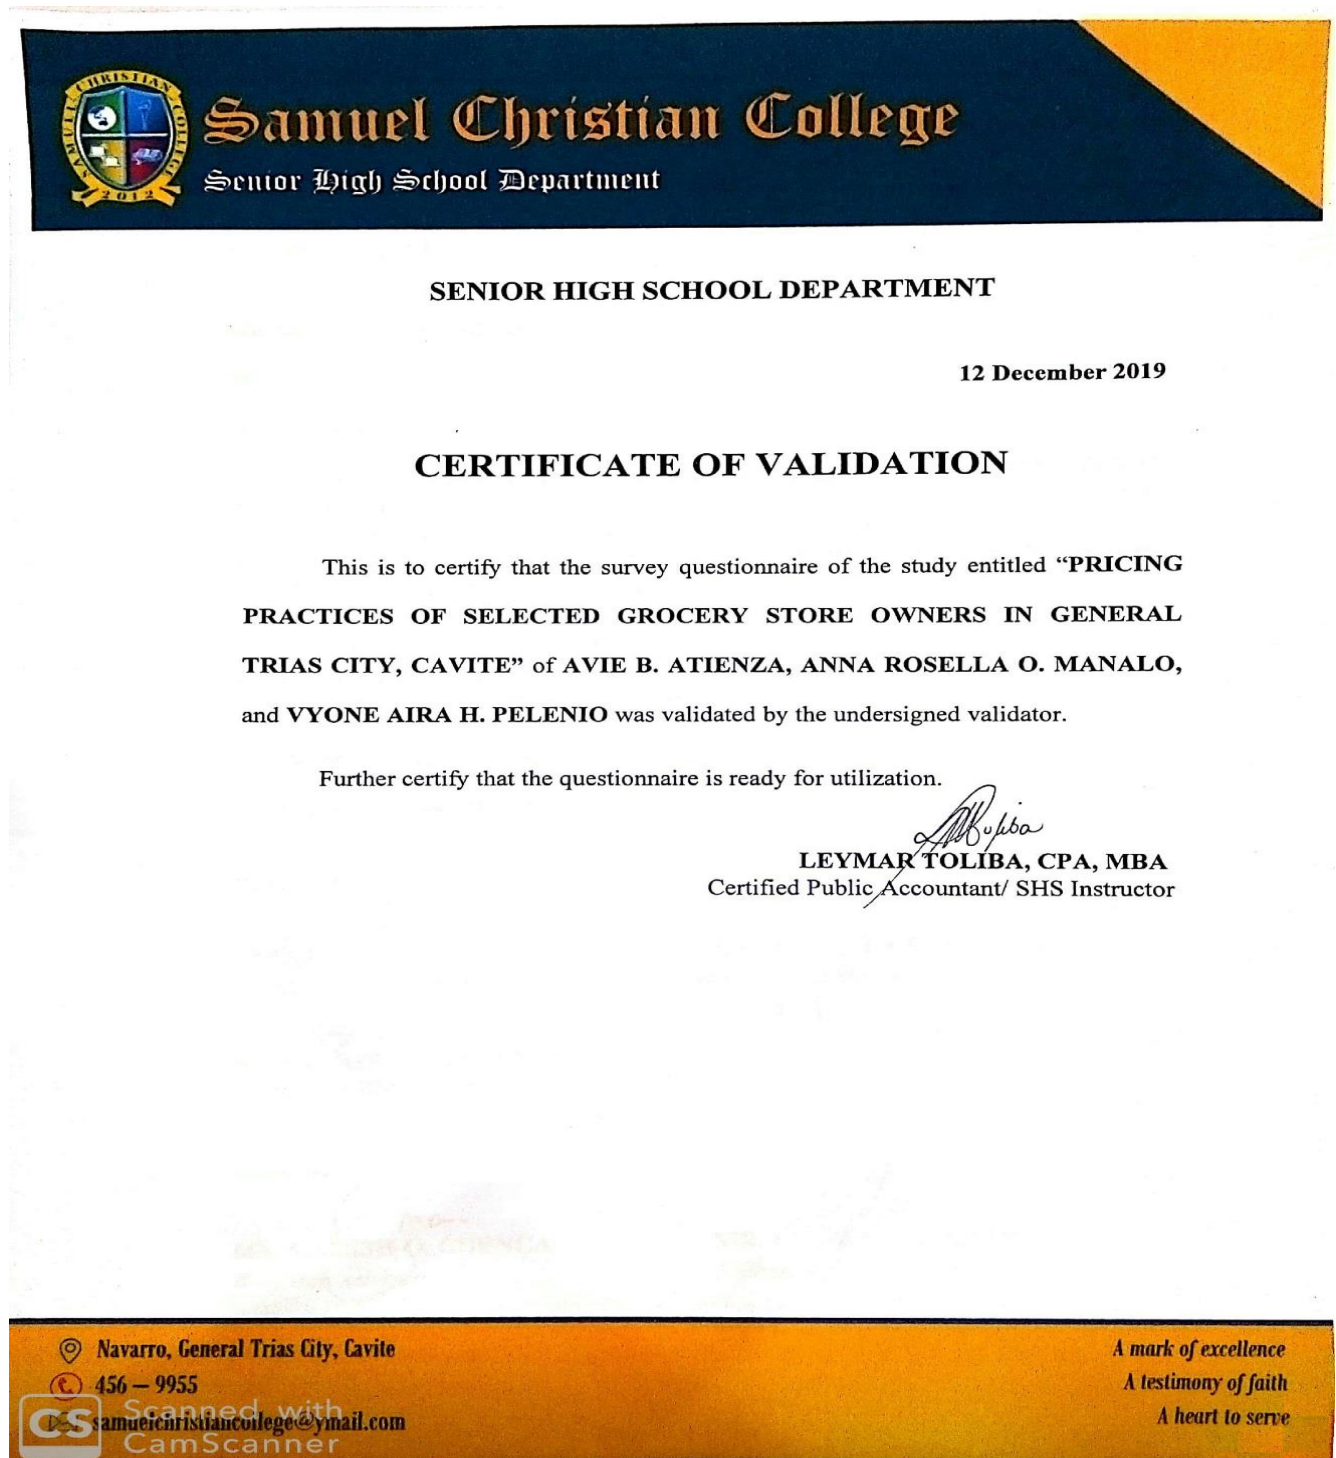 SAMUEL CHRISTIAN COLLEGE
2012
Samuel Christian College
Senior High School Department
SENIOR HIGH SCHOOL DEPARTMENT
12 December 2019
CERTIFICATE OF VALIDATION
This is to certify that the survey questionnaire of the study entitled “PRICING
PRACTICES OF SELECTED GROCERY STORE OWNERS IN GENERAL
TRIAS CITY, CAVITE” of AVIE B. ATIENZA, ANNA ROSELLA O. MANALO,
and VYONE AIRA H. PELENIO was validated by the undersigned validator.
Further certify that the questionnaire is ready for utilization.
LEYMAR TOLIBA, CPA, MBA
Certified Public Accountant/ SHS Instructor
Navarro, General Trias City, Cavite
456 – 9955
samuelchristiancollege@ymail.com
A mark of excellence
A testimony of faith
A heart to serve
CS Scanned with
CamScanner